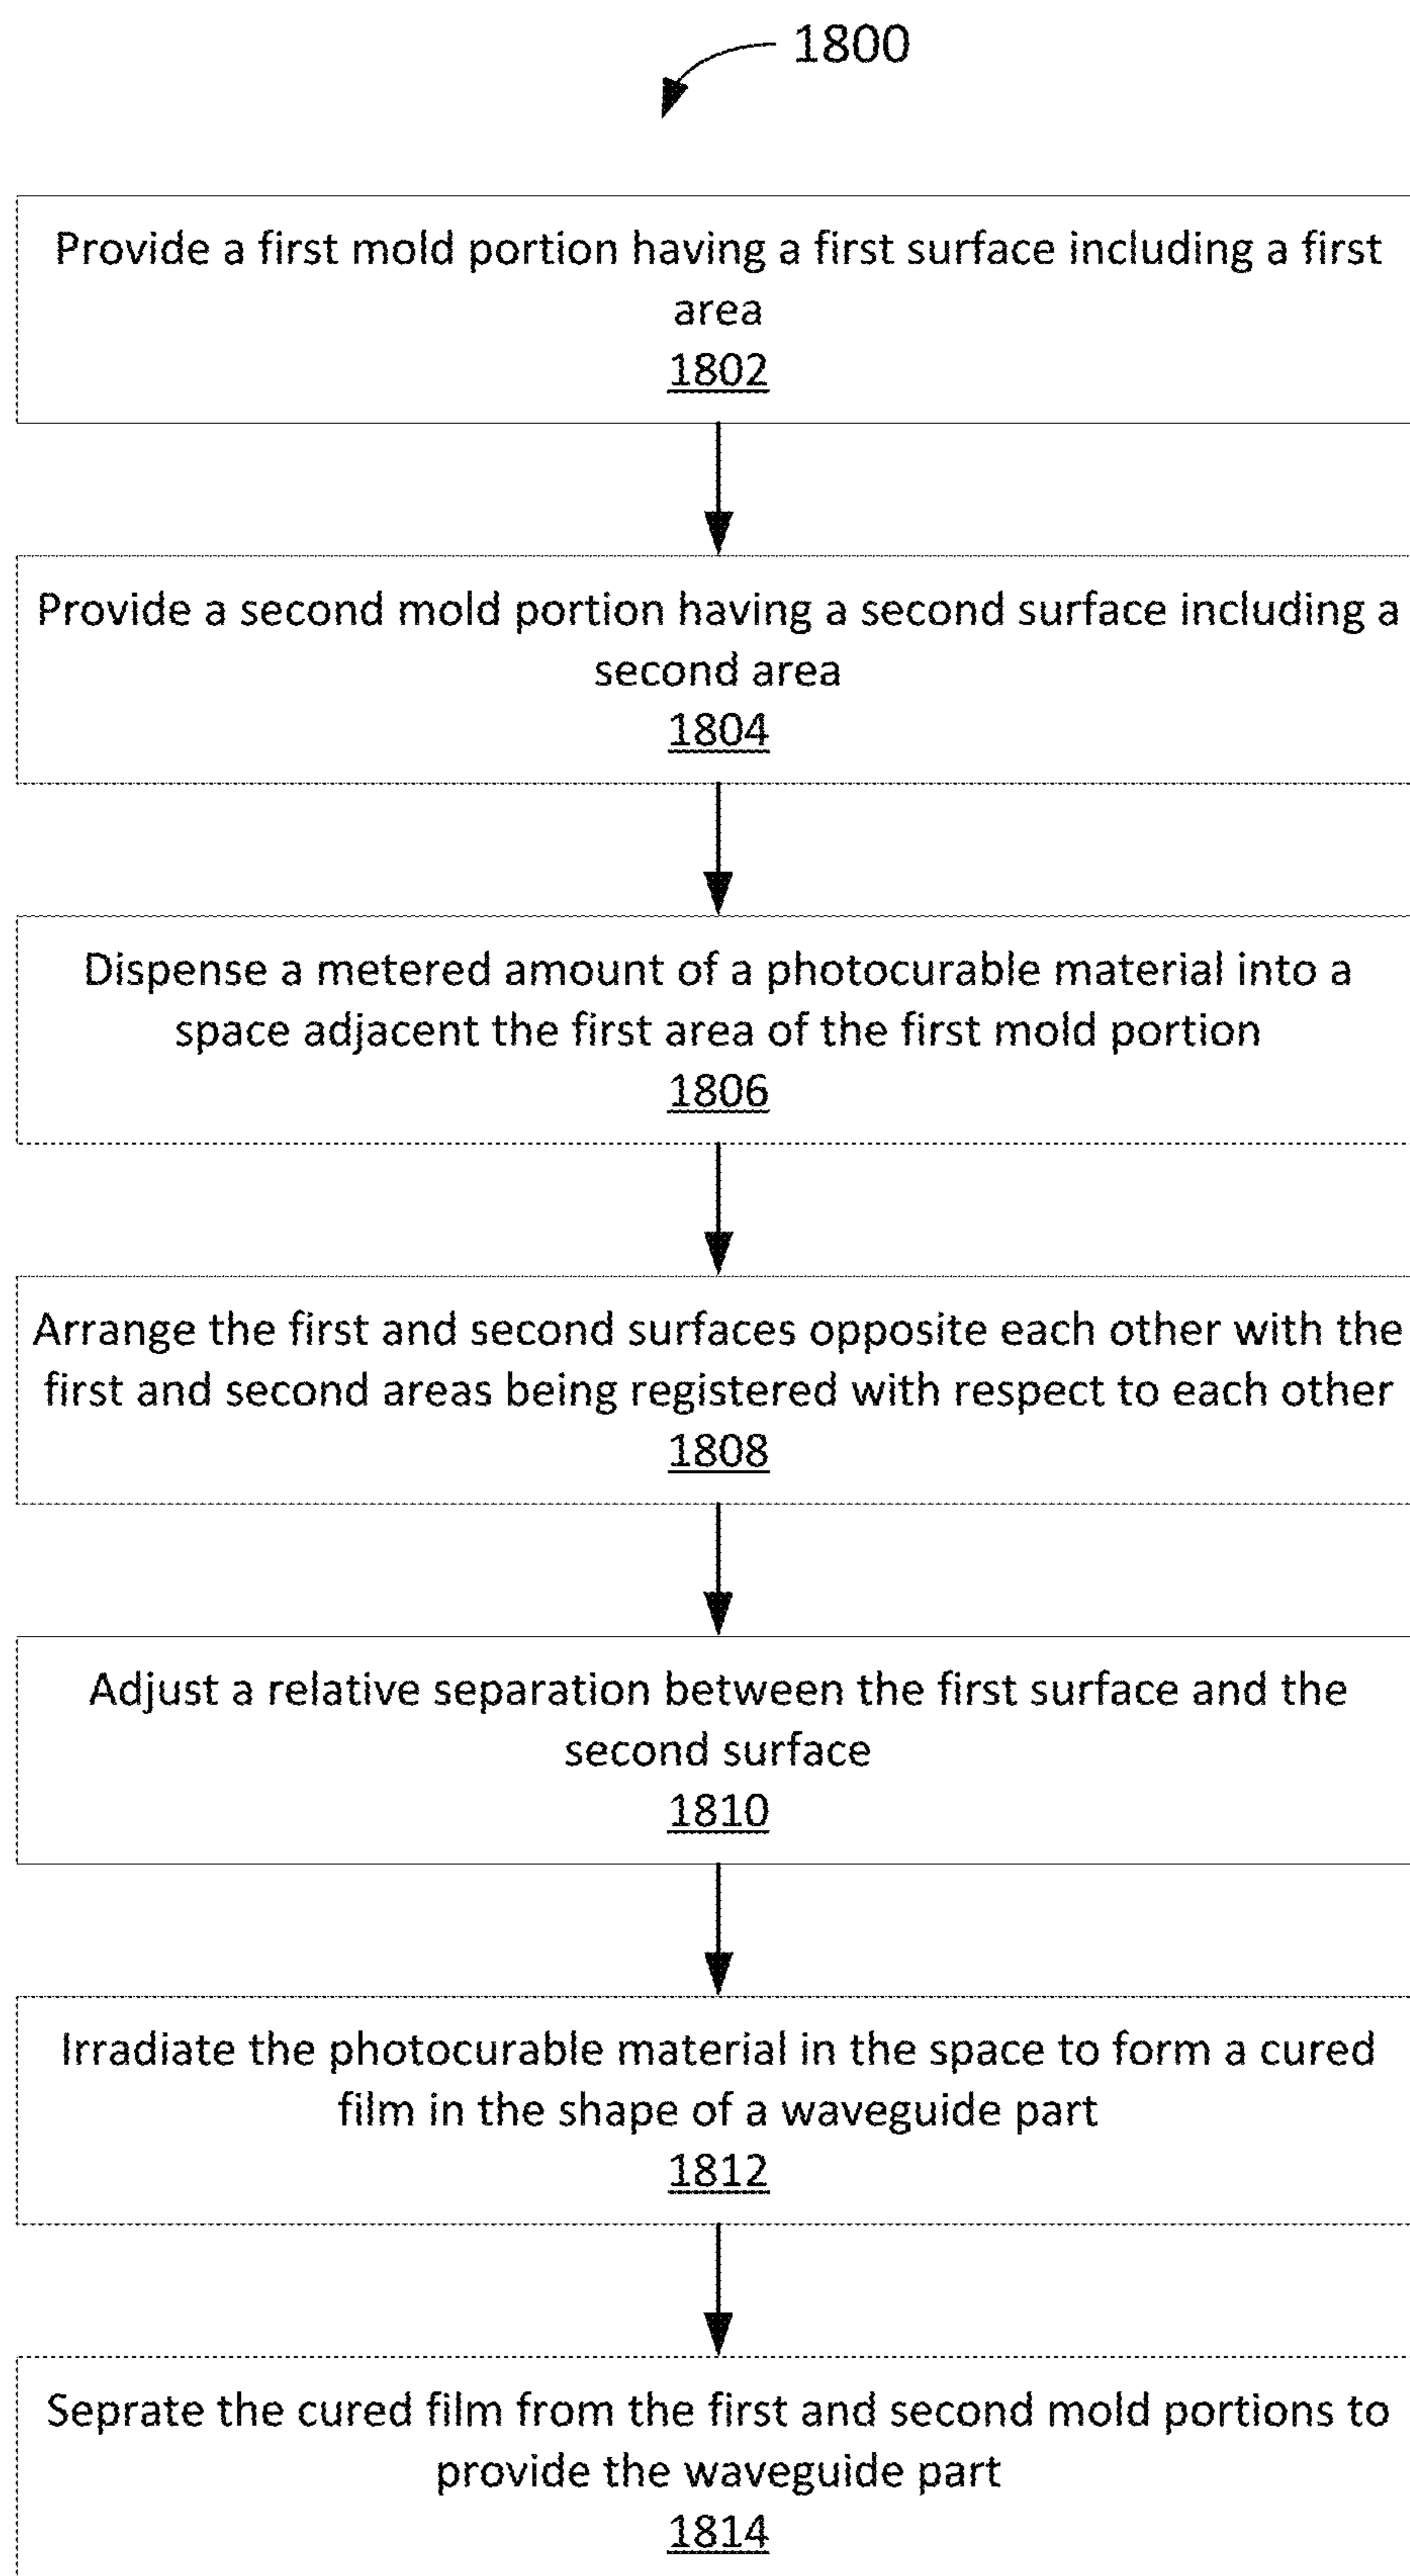 1800
Provide a first mold portion having a first surface including a first
area
1802
Provide a second mold portion having a second surface including a
second area
1804
Dispense a metered amount of a photocurable material into a
space adjacent the first area of the first mold portion
1806
Arrange the first and second surfaces opposite each other with the
first and second areas being registered with respect to each other
1808
Adjust a relative separation between the first surface and the
second surface
1810
Irradiate the photocurable material in the space to form a cured
film in the shape of a waveguide part
1812
Seprate the cured film from the first and second mold portions to
provide the waveguide part
1814